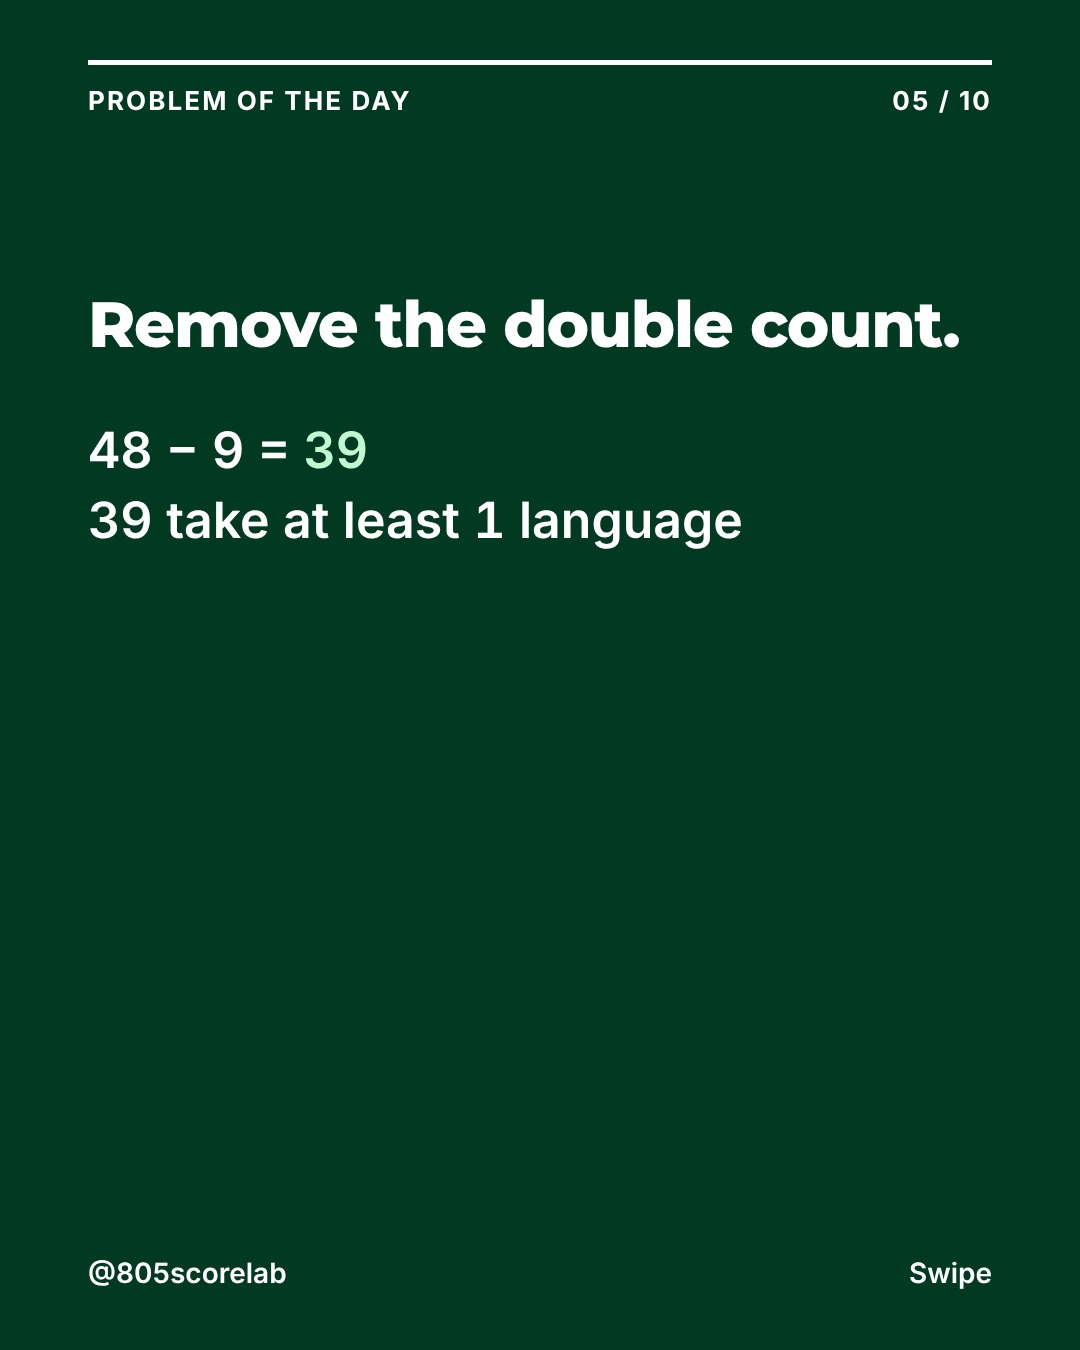 PROBLEM OF THE DAY
05 / 10
Remove the double count.
48 − 9 = 39
39 take at least 1 language
@805scorelab
Swipe